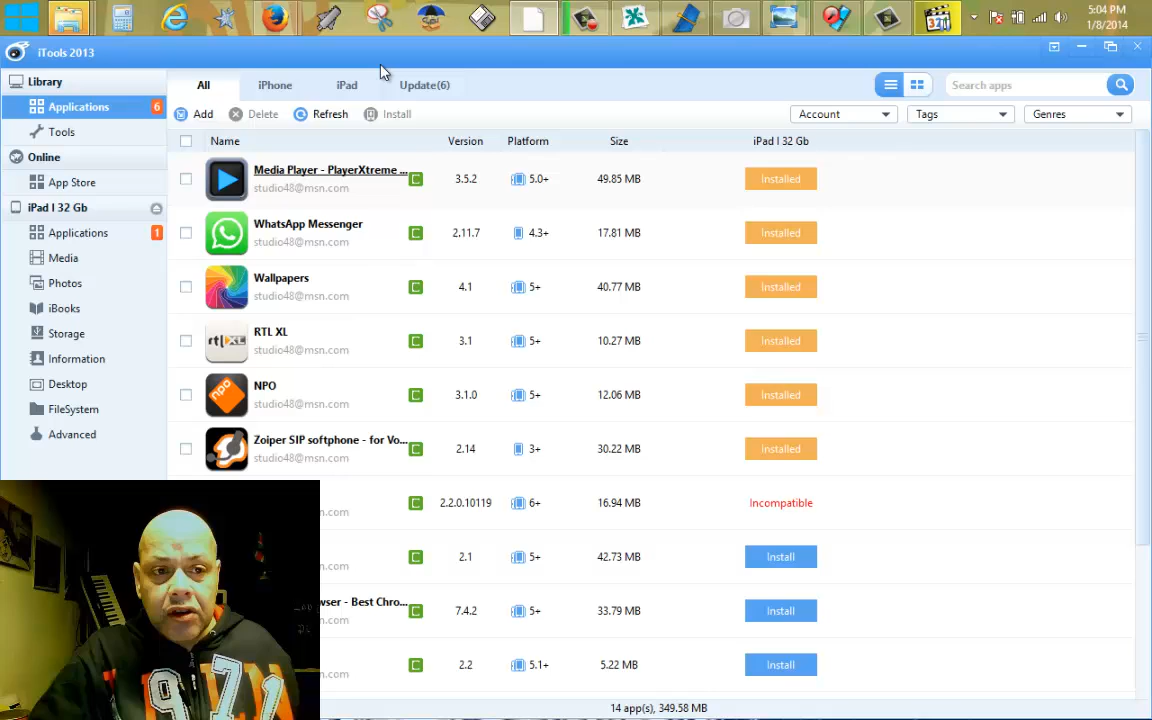 5:04 PM
1/8/2014
iTools 2013
Library
Applications 6
Tools
Online
App Store
iPad l 32 Gb
Applications 1
Media
Photos
iBooks
Storage
Information
Desktop
FileSystem
Advanced
All iPhone iPad Update(6) Search apps
Add Delete Refresh Install Account Tags Genres
Name Version Platform Size iPad l 32 Gb
Media Player - PlayerXtreme ...
studio48@msn.com C 3.5.2 5.0+ 49.85 MB Installed
WhatsApp Messenger
studio48@msn.com C 2.11.7 4.3+ 17.81 MB Installed
Wallpapers
studio48@msn.com C 4.1 5+ 40.77 MB Installed
RTL XL
rtl XL studio48@msn.com C 3.1 5+ 10.27 MB Installed
NPO
npo studio48@msn.com C 3.1.0 5+ 12.06 MB Installed
Zoiper SIP softphone - for Vo...
studio48@msn.com C 2.14 3+ 30.22 MB Installed
n.com C 2.2.0.10119 6+ 16.94 MB Incompatible
n.com C 2.1 5+ 42.73 MB Install
wser - Best Chro...
n.com C 7.4.2 5+ 33.79 MB Install
n.com C 2.2 5.1+ 5.22 MB Install
14 app(s), 349.58 MB